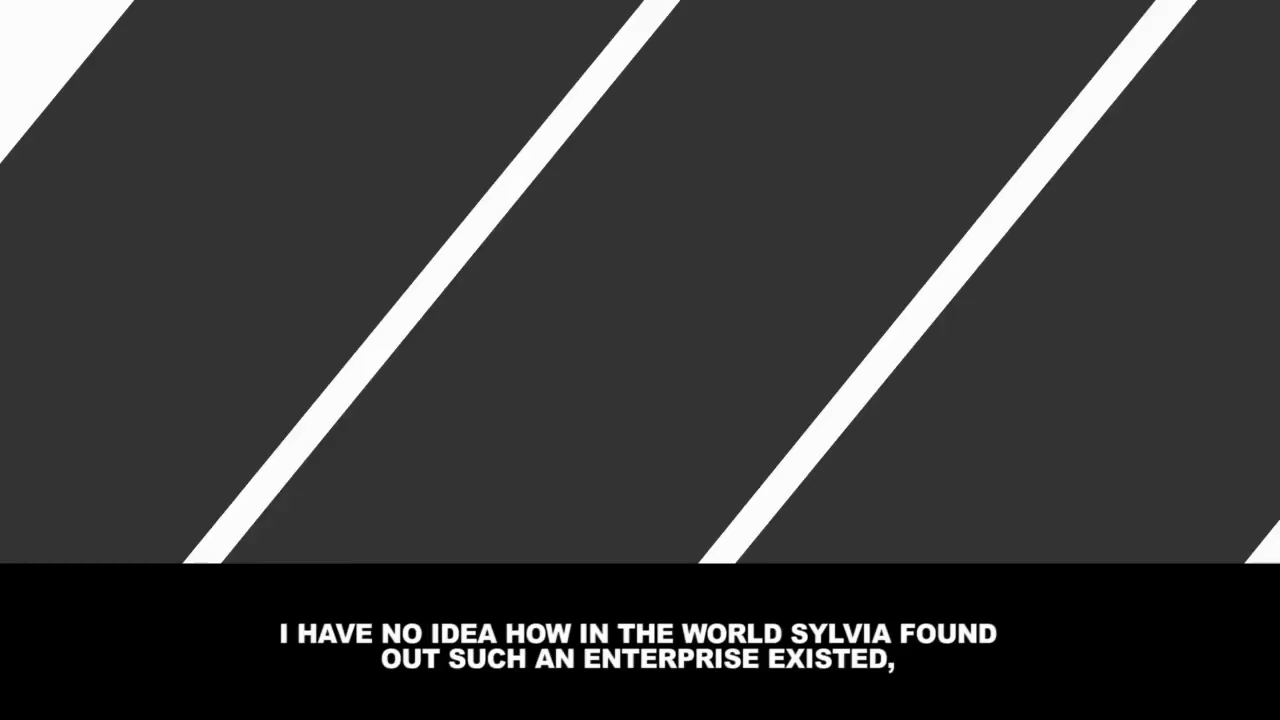 I HAVE NO IDEA HOW IN THE WORLD SYLVIA FOUND
OUT SUCH AN ENTERPRISE EXISTED,